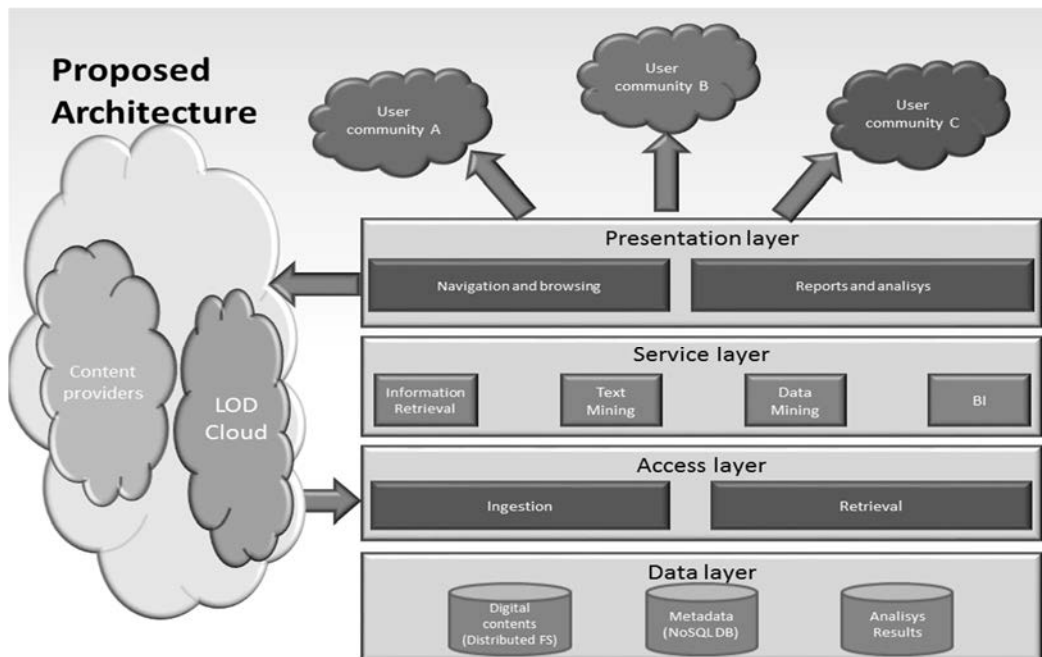 Proposed
Architecture
User
community A
User
community B
User
community C
Presentation layer
Navigation and browsing
Reports and analisys
Content
providers
LOD
Cloud
Service layer
Information
Retrieval
Text
Mining
Data
Mining
BI
Access layer
Ingestion
Retrieval
Data layer
Digital
contents
(Distributed FS)
Metadata
(NoSQL DB)
Analisys
Results